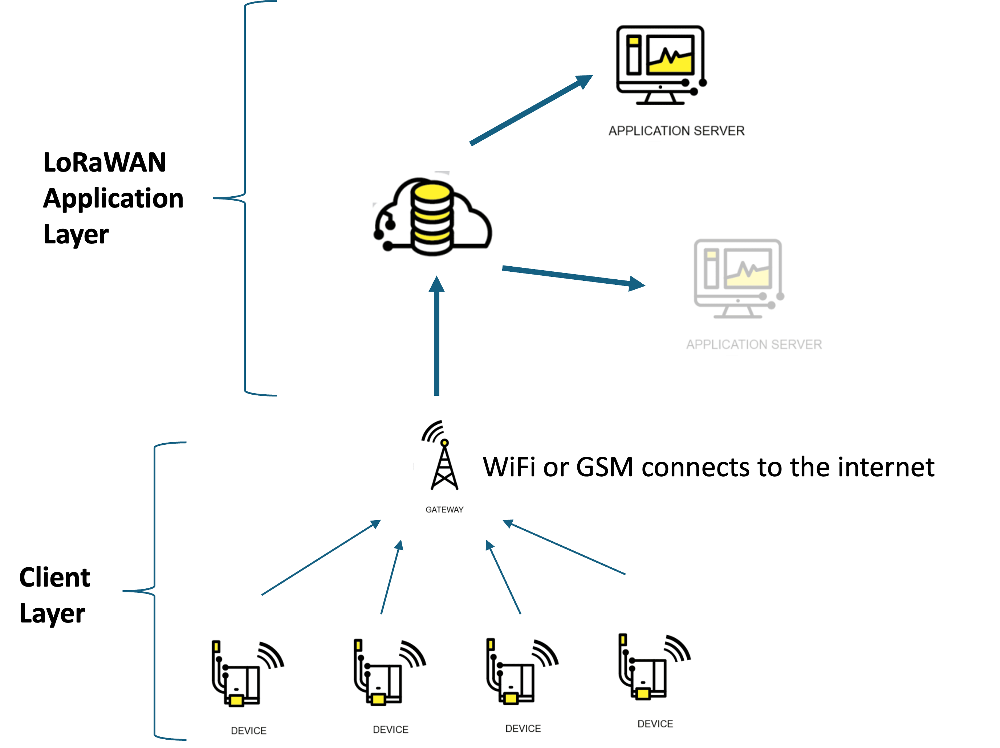 APPLICATION SERVER
LoRaWAN
Application
Layer
APPLICATION SERVER
WiFi or GSM connects to the internet
GATEWAY
Client
Layer
DEVICE
DEVICE
DEVICE
DEVICE